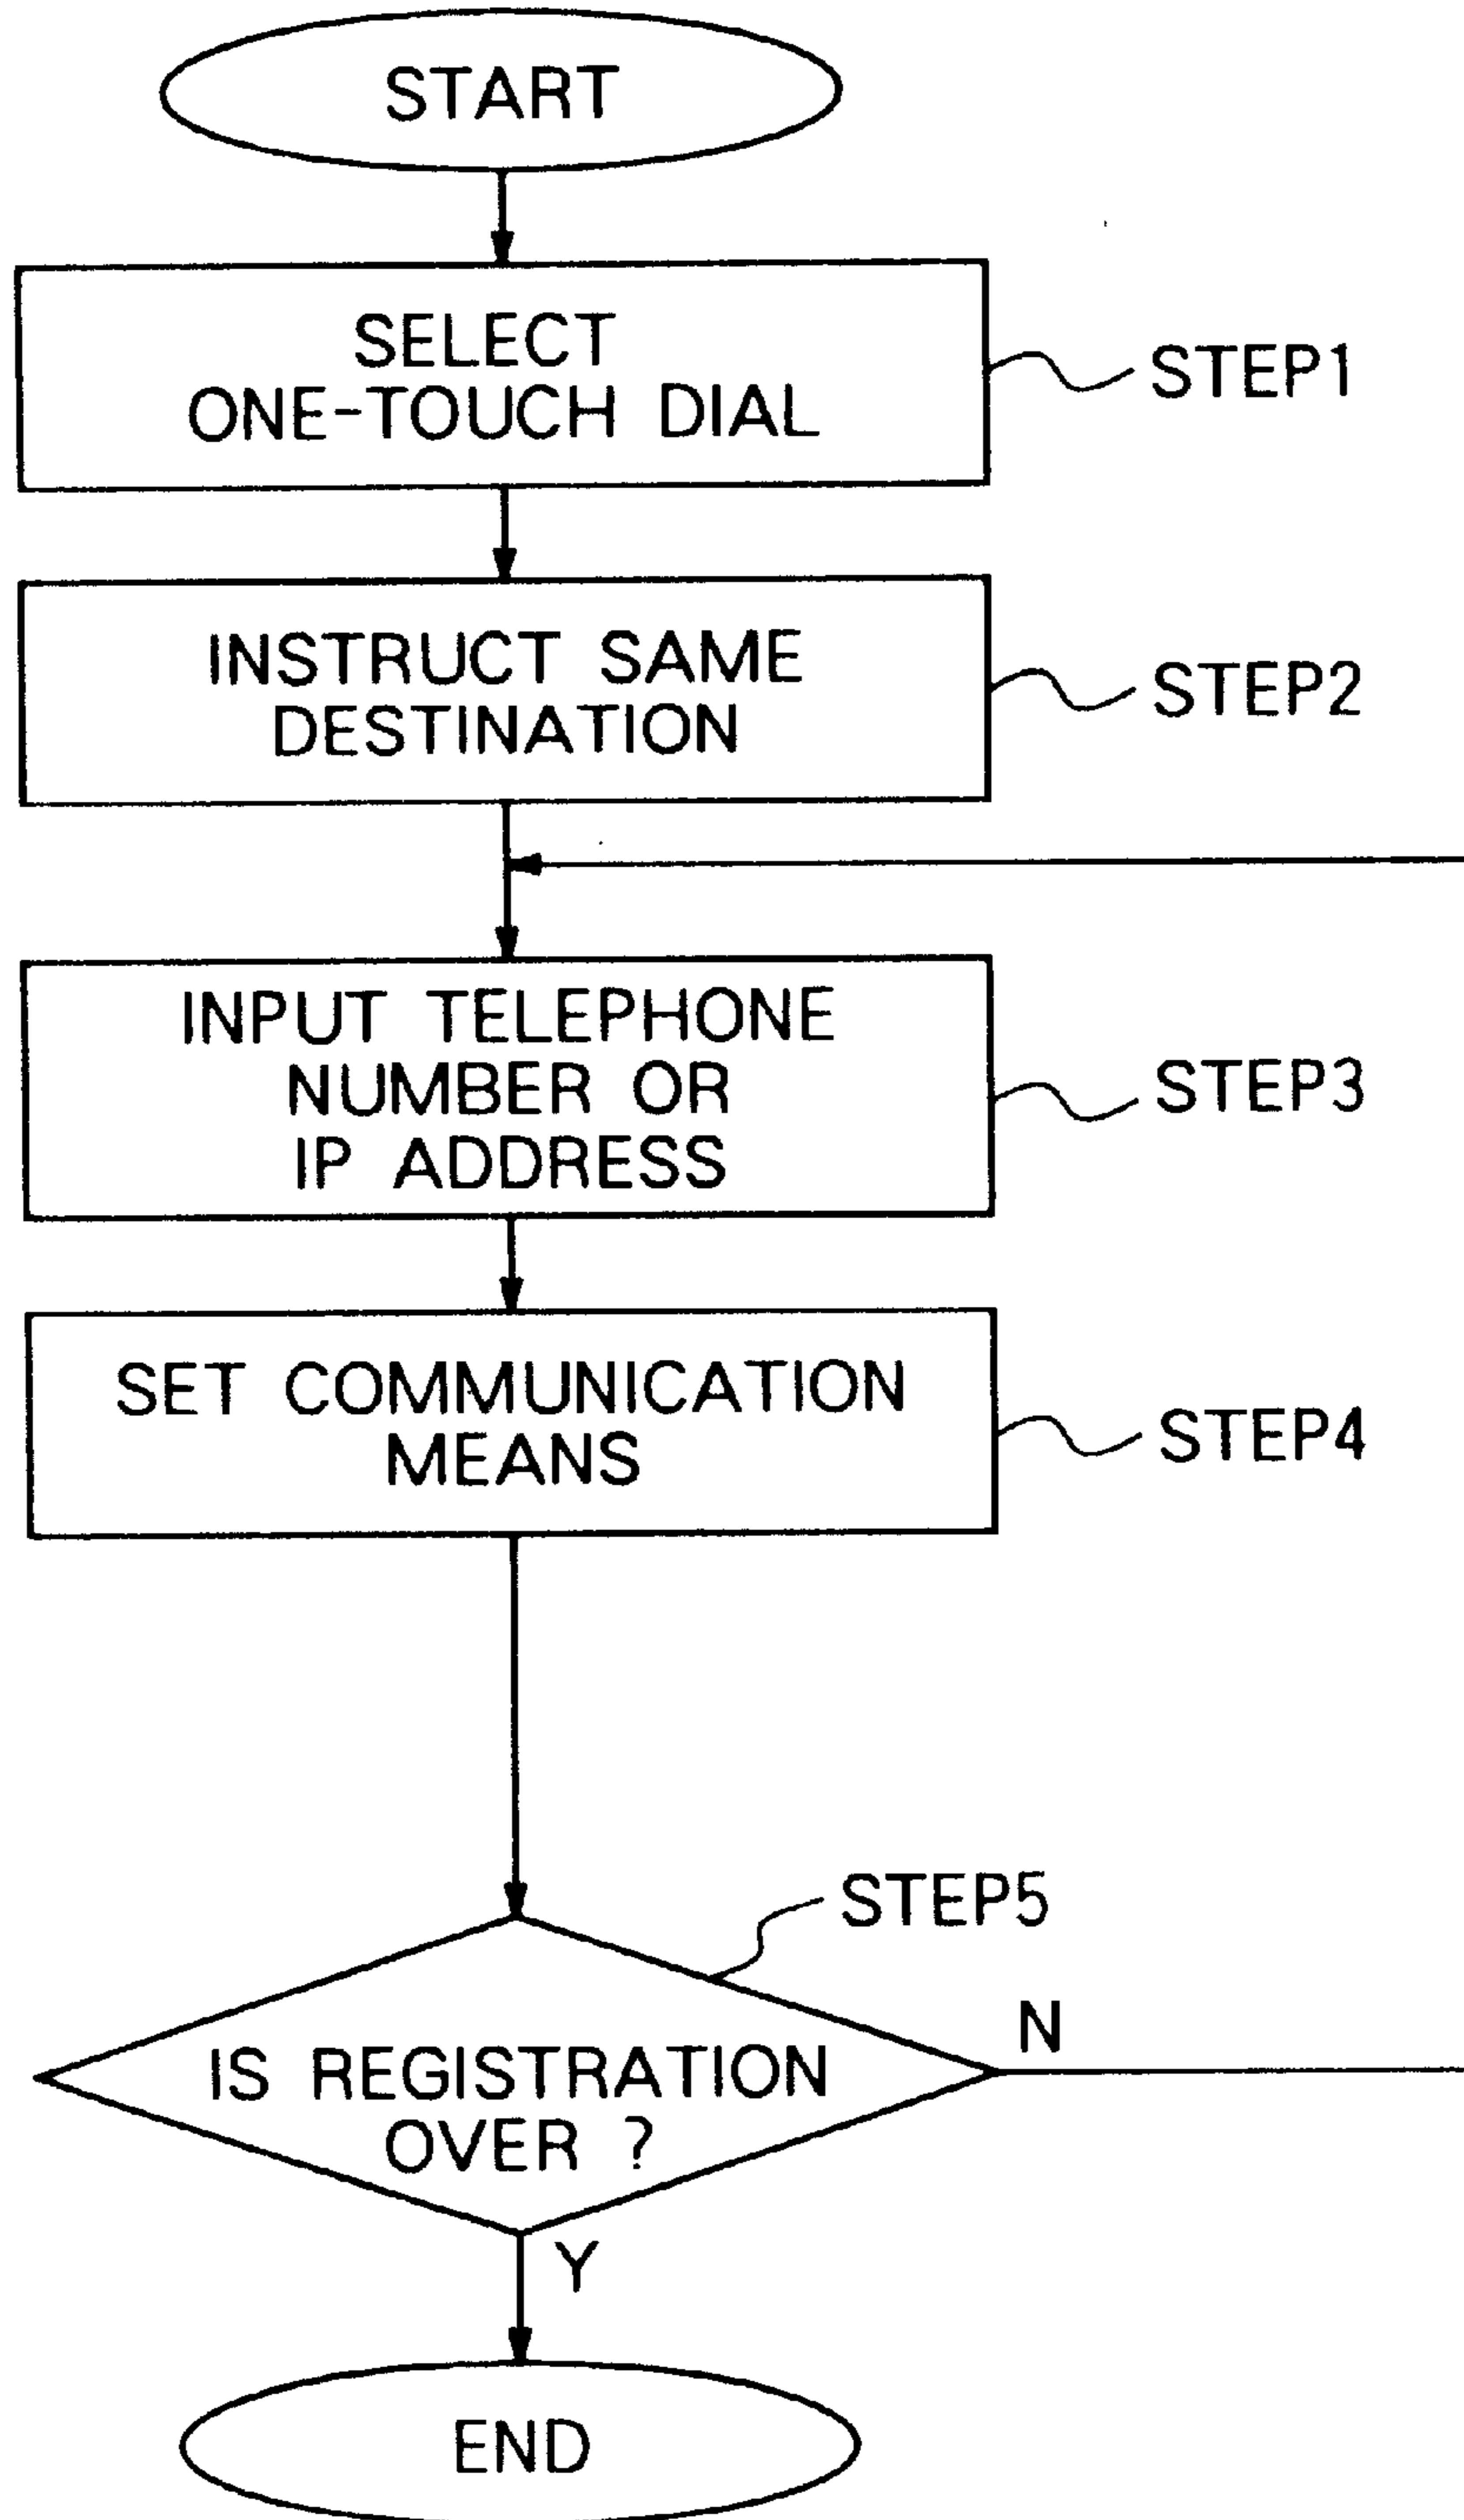 START
SELECT
ONE-TOUCH DIAL
STEP1
INSTRUCT SAME
DESTINATION
STEP2
INPUT TELEPHONE
NUMBER OR
IP ADDRESS
STEP3
SET COMMUNICATION
MEANS
STEP4
STEP5
N
IS REGISTRATION
OVER ?
Y
END